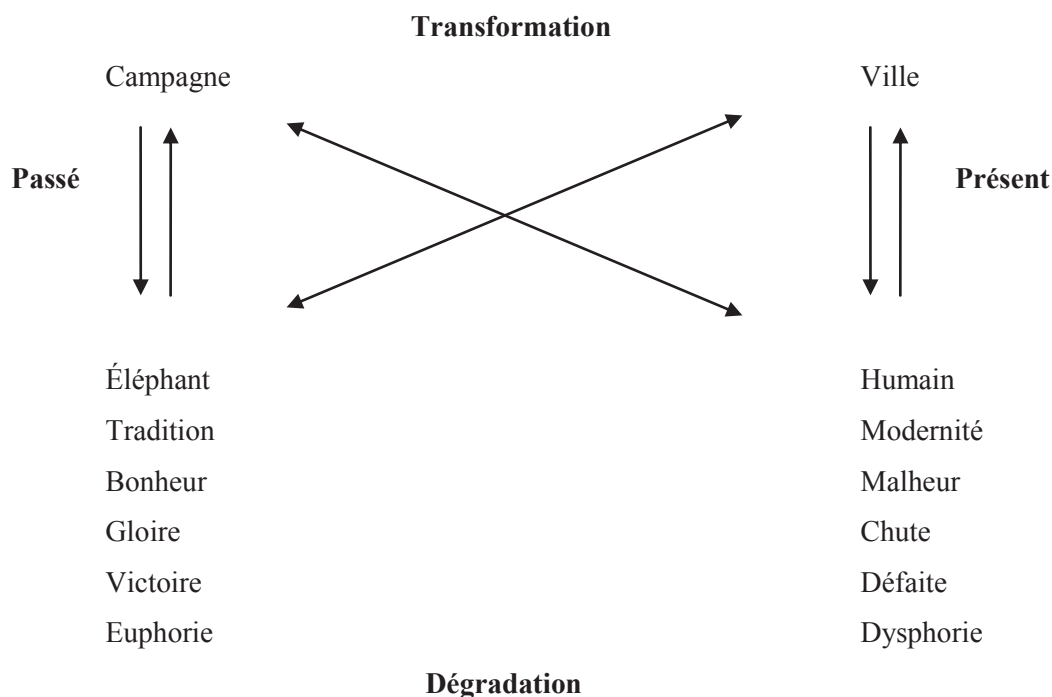 Transformation
Campagne Ville
Passé Présent
Éléphant Humain
Tradition Modernité
Bonheur Malheur
Gloire Chute
Victoire Défaite
Euphorie Dysphorie
Dégradation